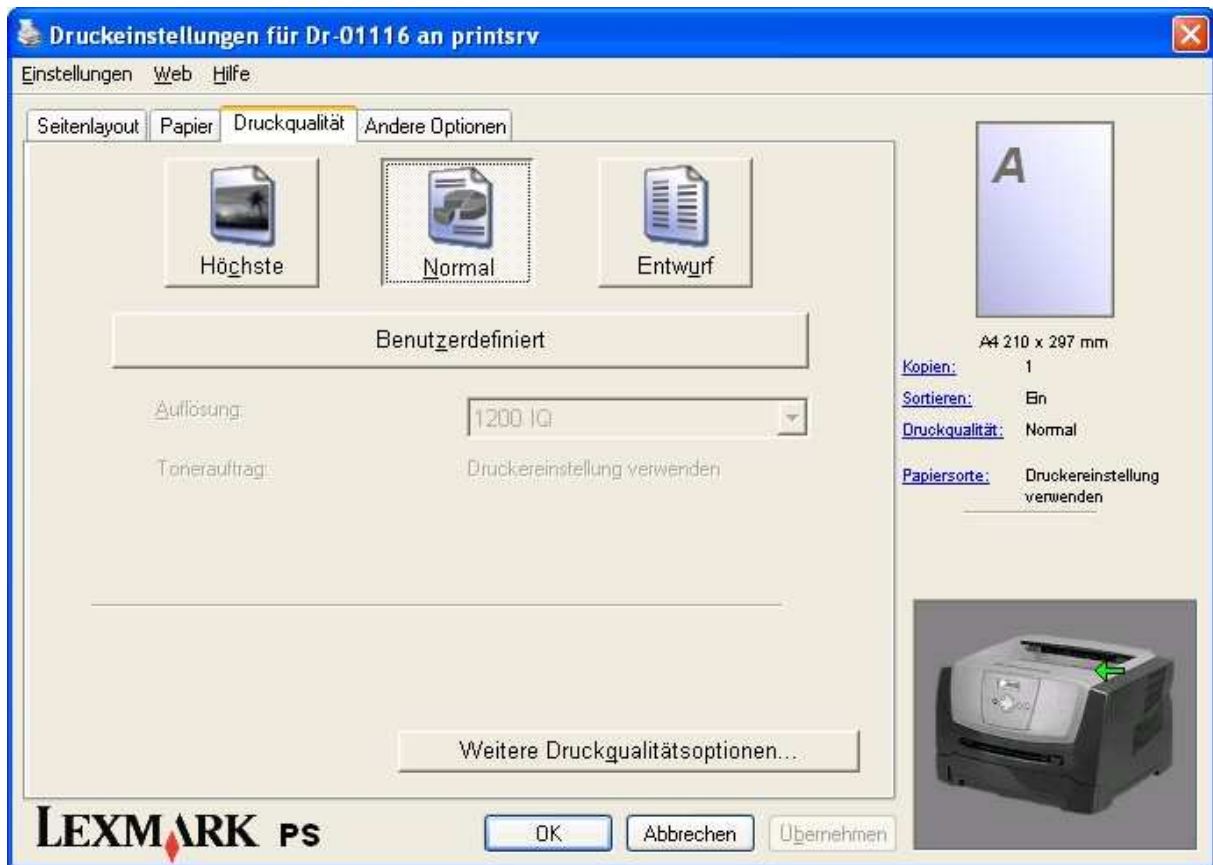 Druckeinstellungen für Dr-01116 an printsrv
Einstellungen Web Hilfe
Seitenlayout Papier Druckqualität Andere Optionen
Höchste Normal Entwurf
Benutzerdefiniert
Auflösung: 1200 IQ
Tonerauftrag: Druckereinstellung verwenden
Weitere Druckqualitätsoptionen...
A
A4 210 x 297 mm
Kopien: 1
Sortieren: Ein
Druckqualität: Normal
Papiersorte: Druckereinstellung
verwenden
LEXMARK PS
OK Abbrechen Übernehmen